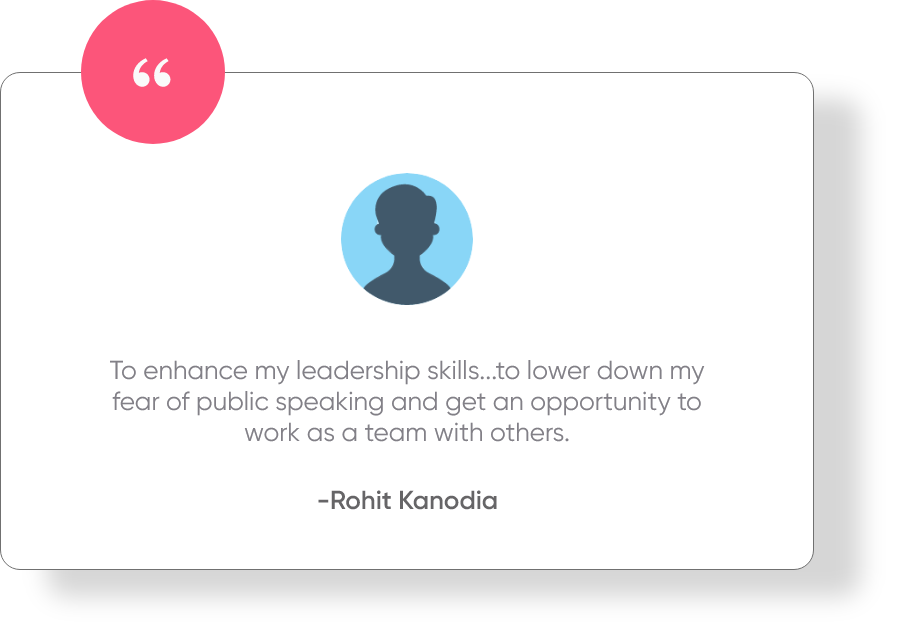 “
To enhance my leadership skills...to lower down my
fear of public speaking and get an opportunity to
work as a team with others.
-Rohit Kanodia